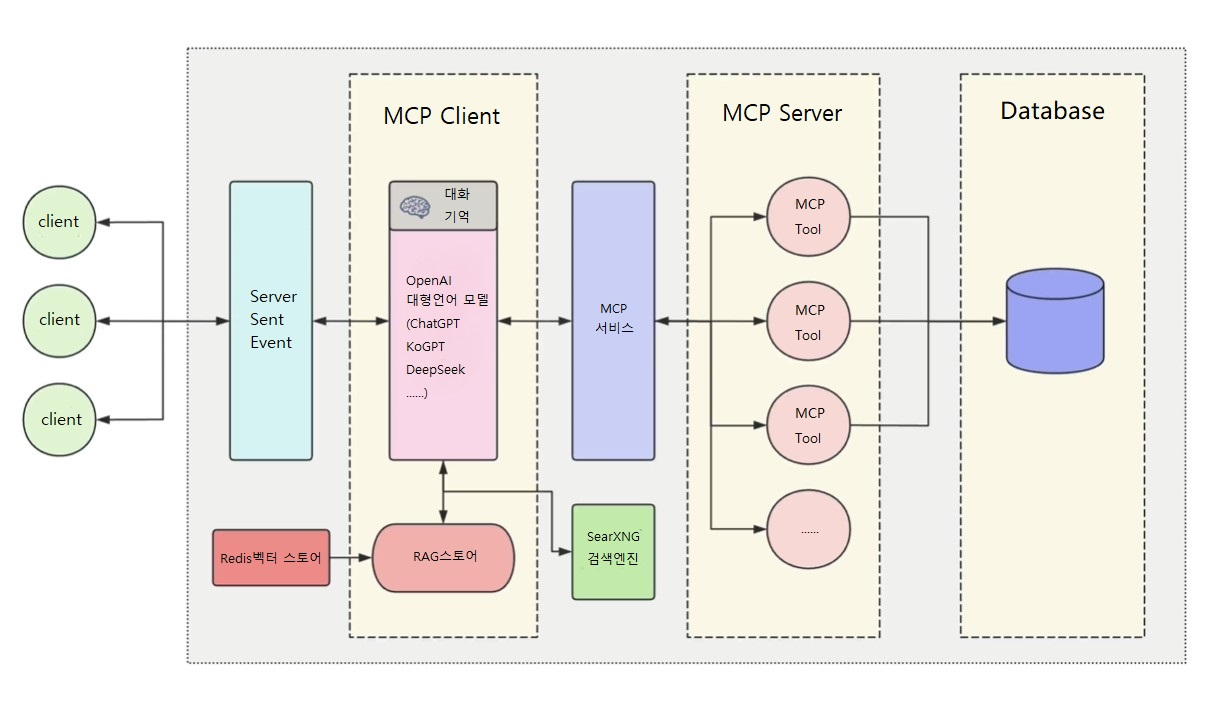 MCP Client
MCP Server
Database
client
client
client
Server
Sent
Event
대화
기억
OpenAI
대형언어 모델
(ChatGPT
KoGPT
DeepSeek
......)
MCP
서비스
MCP
Tool
MCP
Tool
MCP
Tool
......
Redis벡터 스토어
RAG스토어
SearXNG
검색엔진